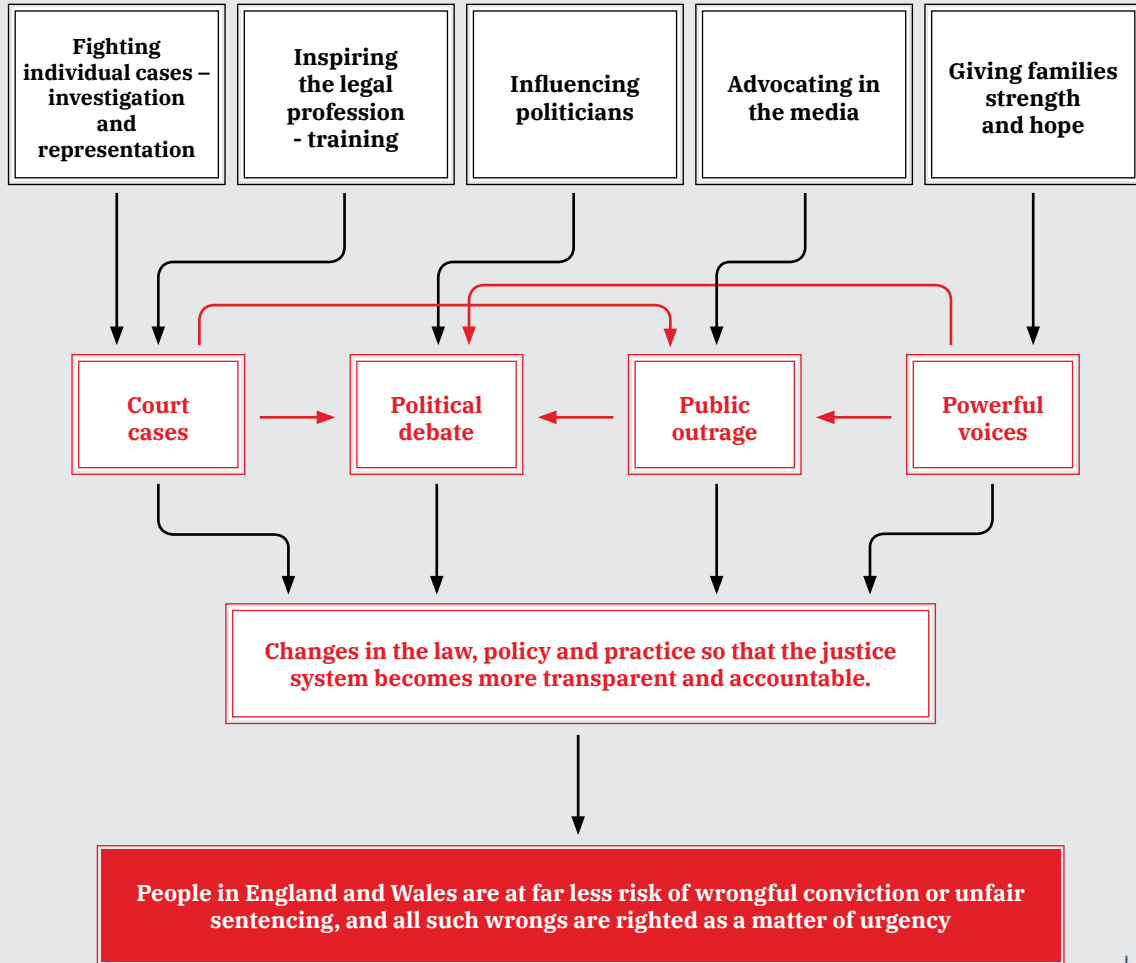 Fighting
individual cases –
investigation
and
representation
Inspiring
the legal
profession
- training
Influencing
politicians
Advocating in
the media
Giving families
strength
and hope
Court
cases
Political
debate
Public
outrage
Powerful
voices
Changes in the law, policy and practice so that the justice
system becomes more transparent and accountable.
People in England and Wales are at far less risk of wrongful conviction or unfair
sentencing, and all such wrongs are righted as a matter of urgency